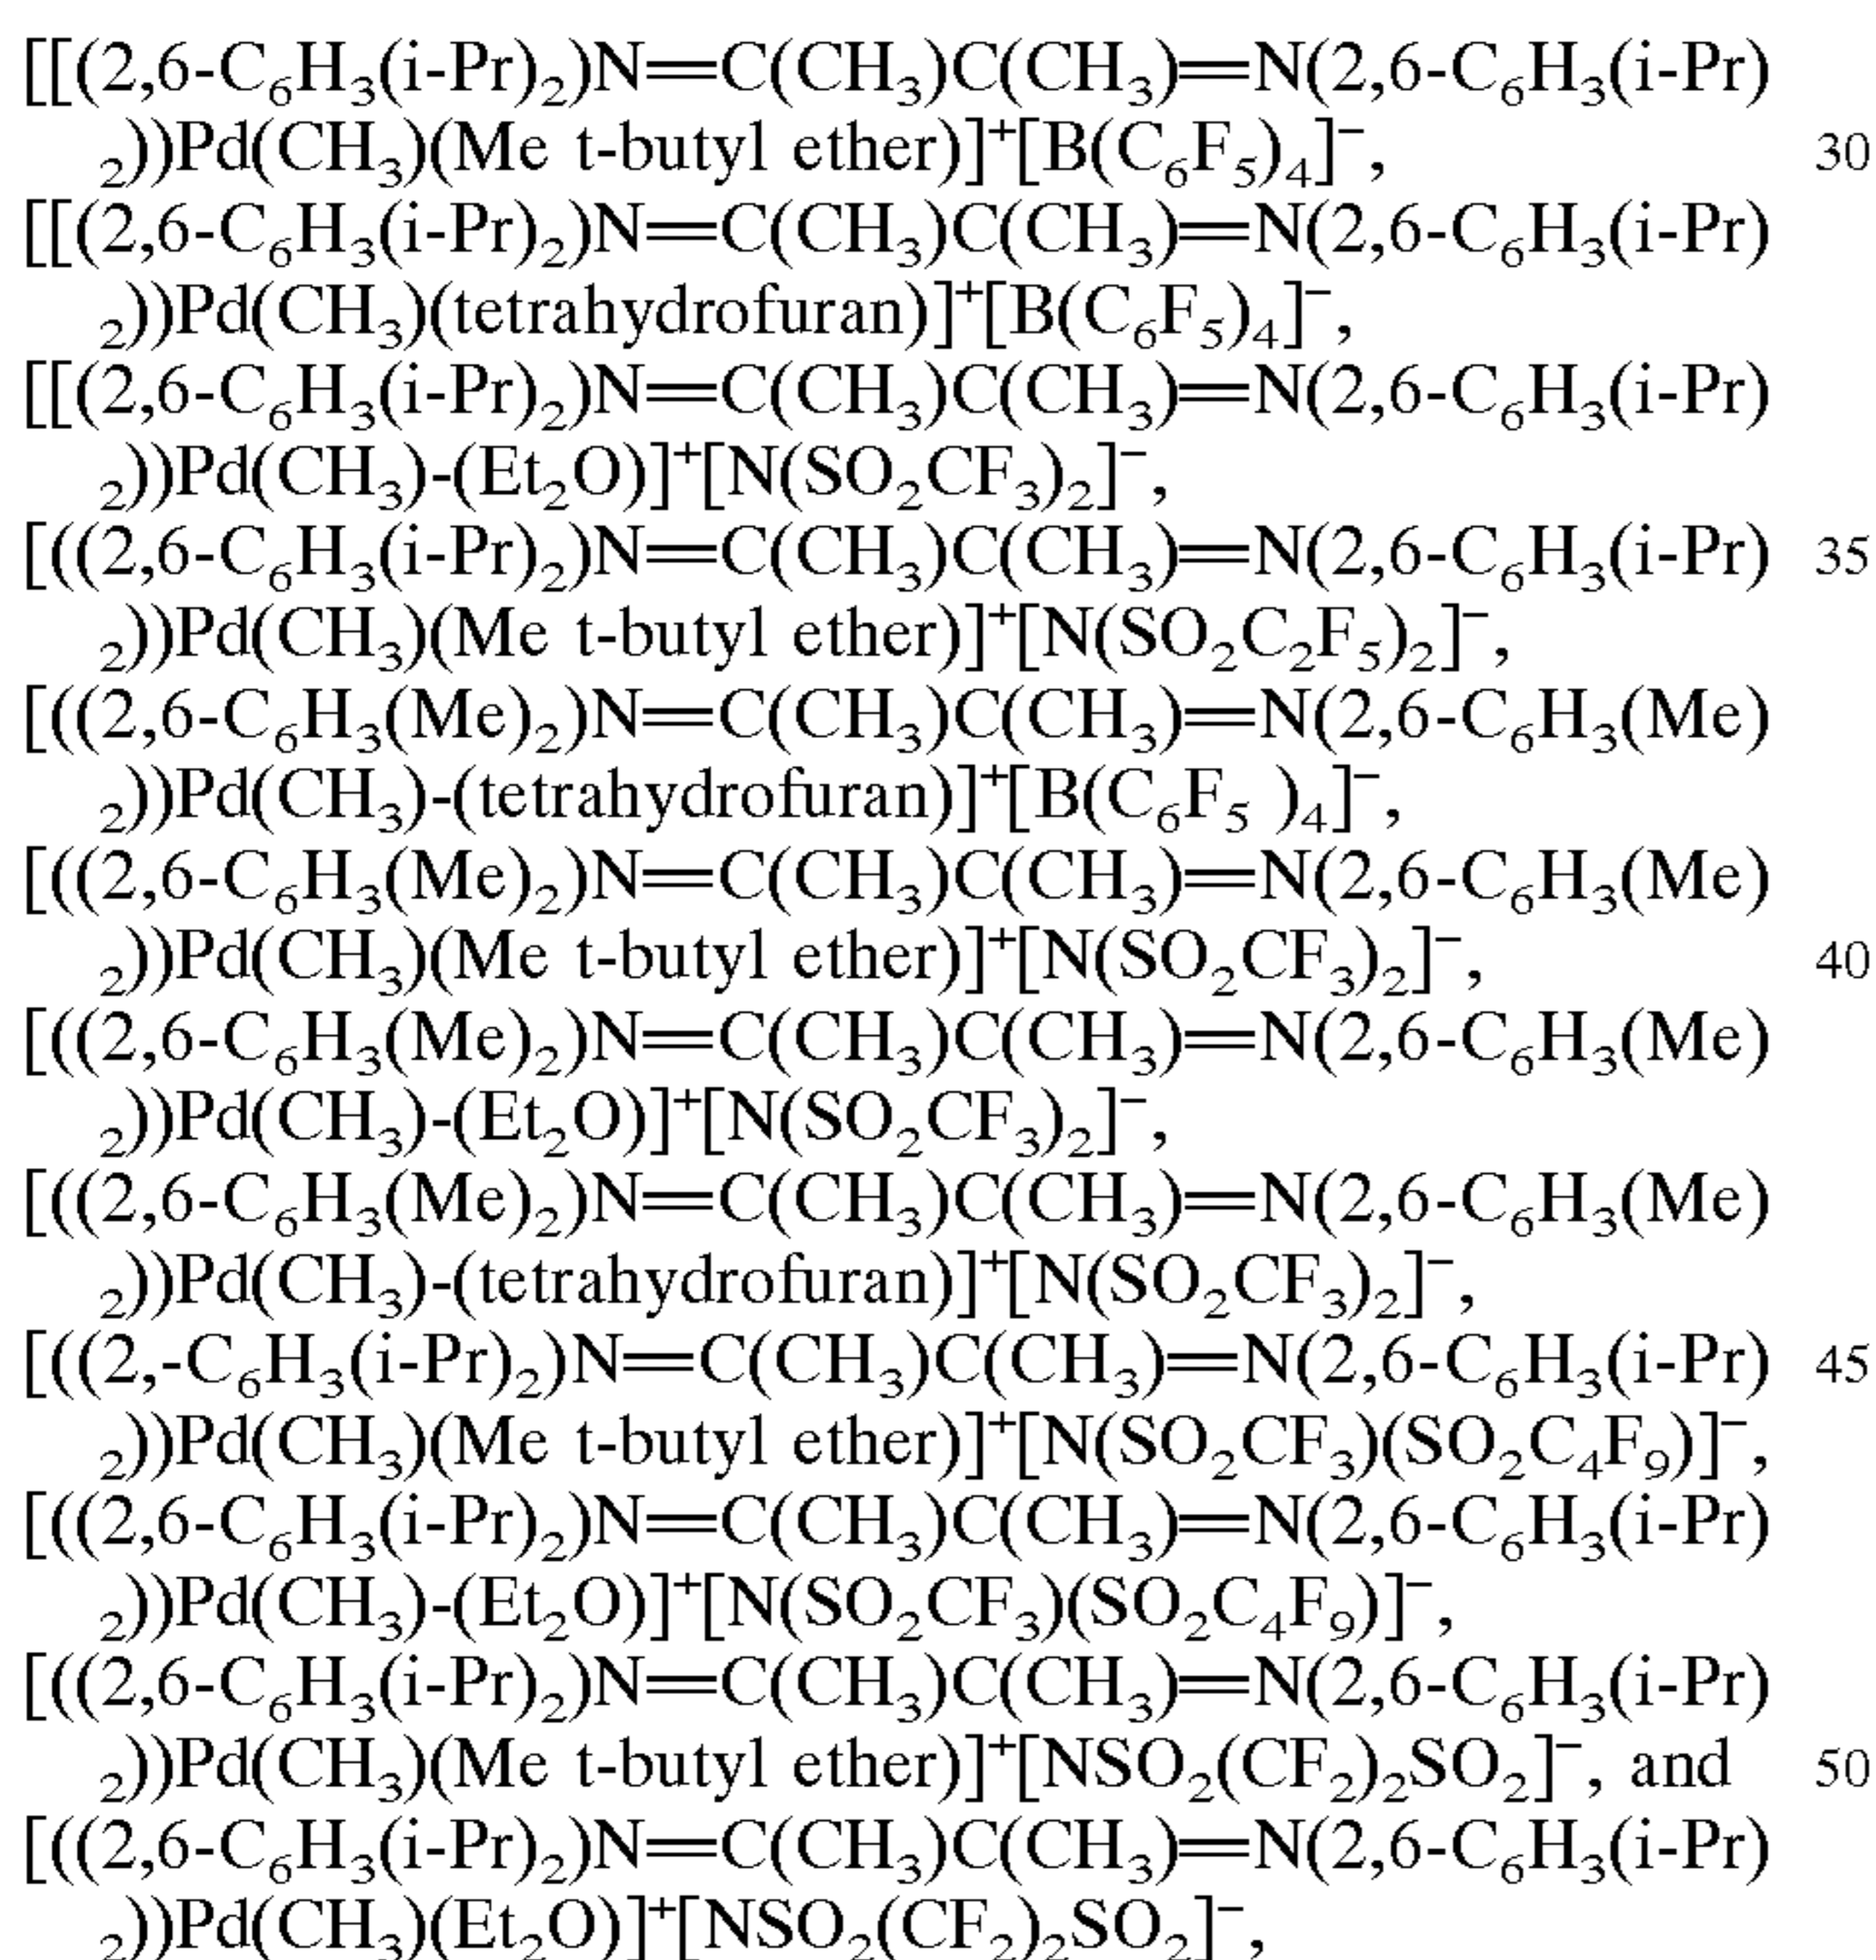 [[(2,6-C₆H₃(i-Pr)₂)N═C(CH₃)C(CH₃)═N(2,6-C₆H₃(i-Pr)
₂))Pd(CH₃)(Me t-butyl ether)]⁺[B(C₆F₅)₄]⁻, 30
[[(2,6-C₆H₃(i-Pr)₂)N═C(CH₃)C(CH₃)═N(2,6-C₆H₃(i-Pr)
₂))Pd(CH₃)(tetrahydrofuran)]⁺[B(C₆F₅)₄]⁻,
[[(2,6-C₆H₃(i-Pr)₂)N═C(CH₃)C(CH₃)═N(2,6-C₆H₃(i-Pr)
₂))Pd(CH₃)-(Et₂O)]⁺[N(SO₂CF₃)₂]⁻,
[((2,6-C₆H₃(i-Pr)₂)N═C(CH₃)C(CH₃)═N(2,6-C₆H₃(i-Pr) 35
₂))Pd(CH₃)(Me t-butyl ether)]⁺[N(SO₂C₂F₅)₂]⁻,
[((2,6-C₆H₃(Me)₂)N═C(CH₃)C(CH₃)═N(2,6-C₆H₃(Me)
₂))Pd(CH₃)-(tetrahydrofuran)]⁺[B(C₆F₅ )₄]⁻,
[((2,6-C₆H₃(Me)₂)N═C(CH₃)C(CH₃)═N(2,6-C₆H₃(Me)
₂))Pd(CH₃)(Me t-butyl ether)]⁺[N(SO₂CF₃)₂]⁻, 40
[((2,6-C₆H₃(Me)₂)N═C(CH₃)C(CH₃)═N(2,6-C₆H₃(Me)
₂))Pd(CH₃)-(Et₂O)]⁺[N(SO₂CF₃)₂]⁻,
[((2,6-C₆H₃(Me)₂)N═C(CH₃)C(CH₃)═N(2,6-C₆H₃(Me)
₂))Pd(CH₃)-(tetrahydrofuran)]⁺[N(SO₂CF₃)₂]⁻,
[((2,-C₆H₃(i-Pr)₂)N═C(CH₃)C(CH₃)═N(2,6-C₆H₃(i-Pr) 45
₂))Pd(CH₃)(Me t-butyl ether)]⁺[N(SO₂CF₃)(SO₂C₄F₉)]⁻,
[((2,6-C₆H₃(i-Pr)₂)N═C(CH₃)C(CH₃)═N(2,6-C₆H₃(i-Pr)
₂))Pd(CH₃)-(Et₂O)]⁺[N(SO₂CF₃)(SO₂C₄F₉)]⁻,
[((2,6-C₆H₃(i-Pr)₂)N═C(CH₃)C(CH₃)═N(2,6-C₆H₃(i-Pr)
₂))Pd(CH₃)(Me t-butyl ether)]⁺[NSO₂(CF₂)₂SO₂]⁻, and 50
[((2,6-C₆H₃(i-Pr)₂)N═C(CH₃)C(CH₃)═N(2,6-C₆H₃(i-Pr)
₂))Pd(CH₃)(Et₂O)]⁺[NSO₂(CF₂)₂SO₂]⁻,